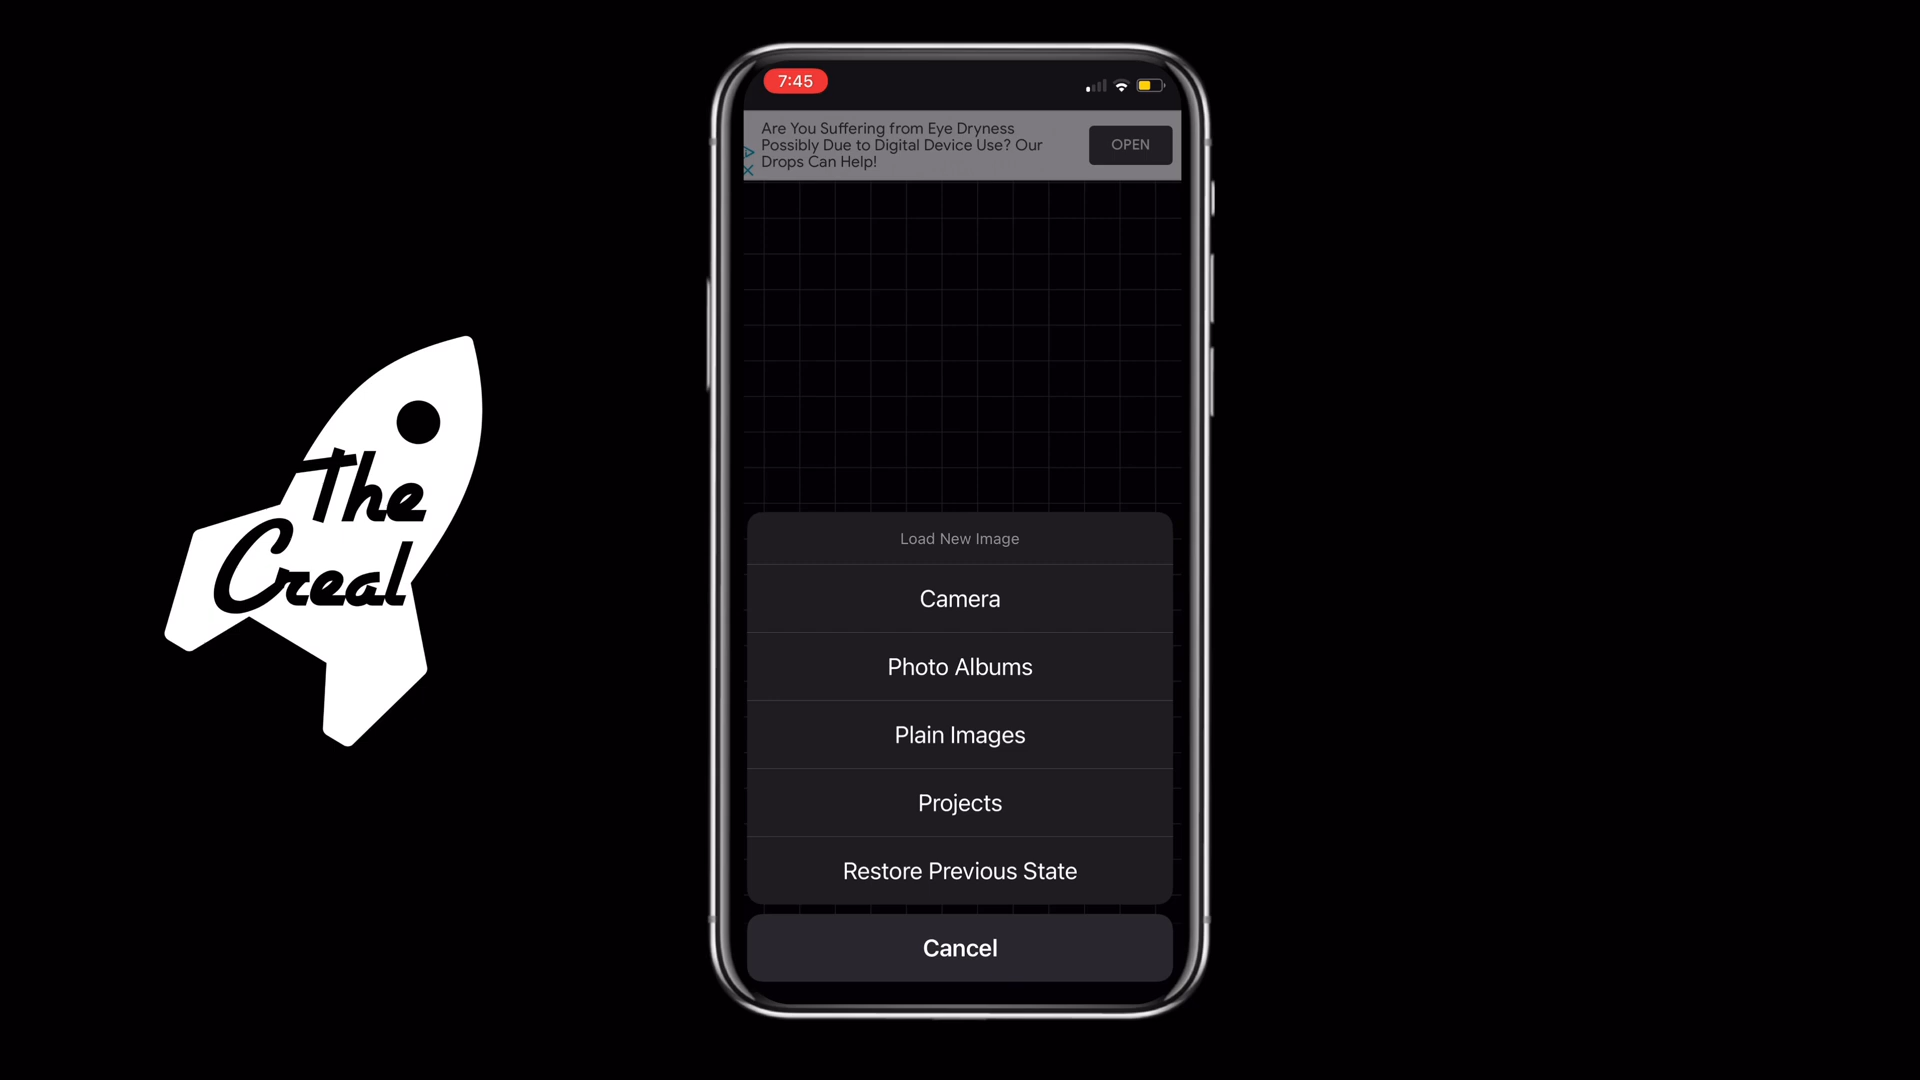 7:45
Are You Suffering from Eye Dryness
Possibly Due to Digital Device Use? Our
Drops Can Help!
OPEN
The
Creal
Load New Image
Camera
Photo Albums
Plain Images
Projects
Restore Previous State
Cancel